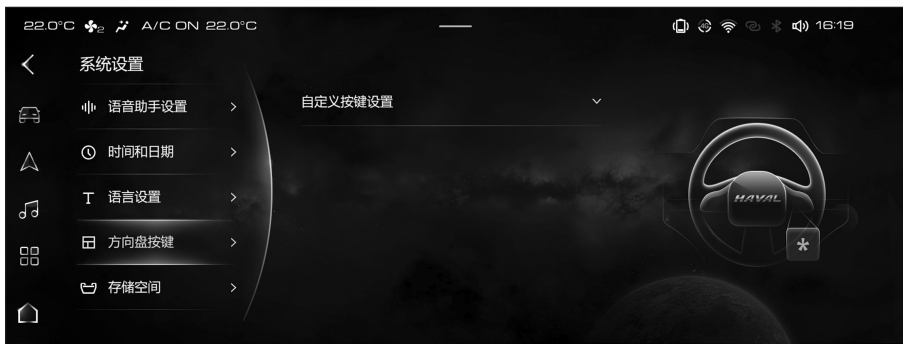 22.0°C 2 A/C ON 22.0°C 4G 16:19
系统设置
语音助手设置
自定义按键设置
时间和日期
T 语言设置
HAVAL
方向盘按键
*
存储空间